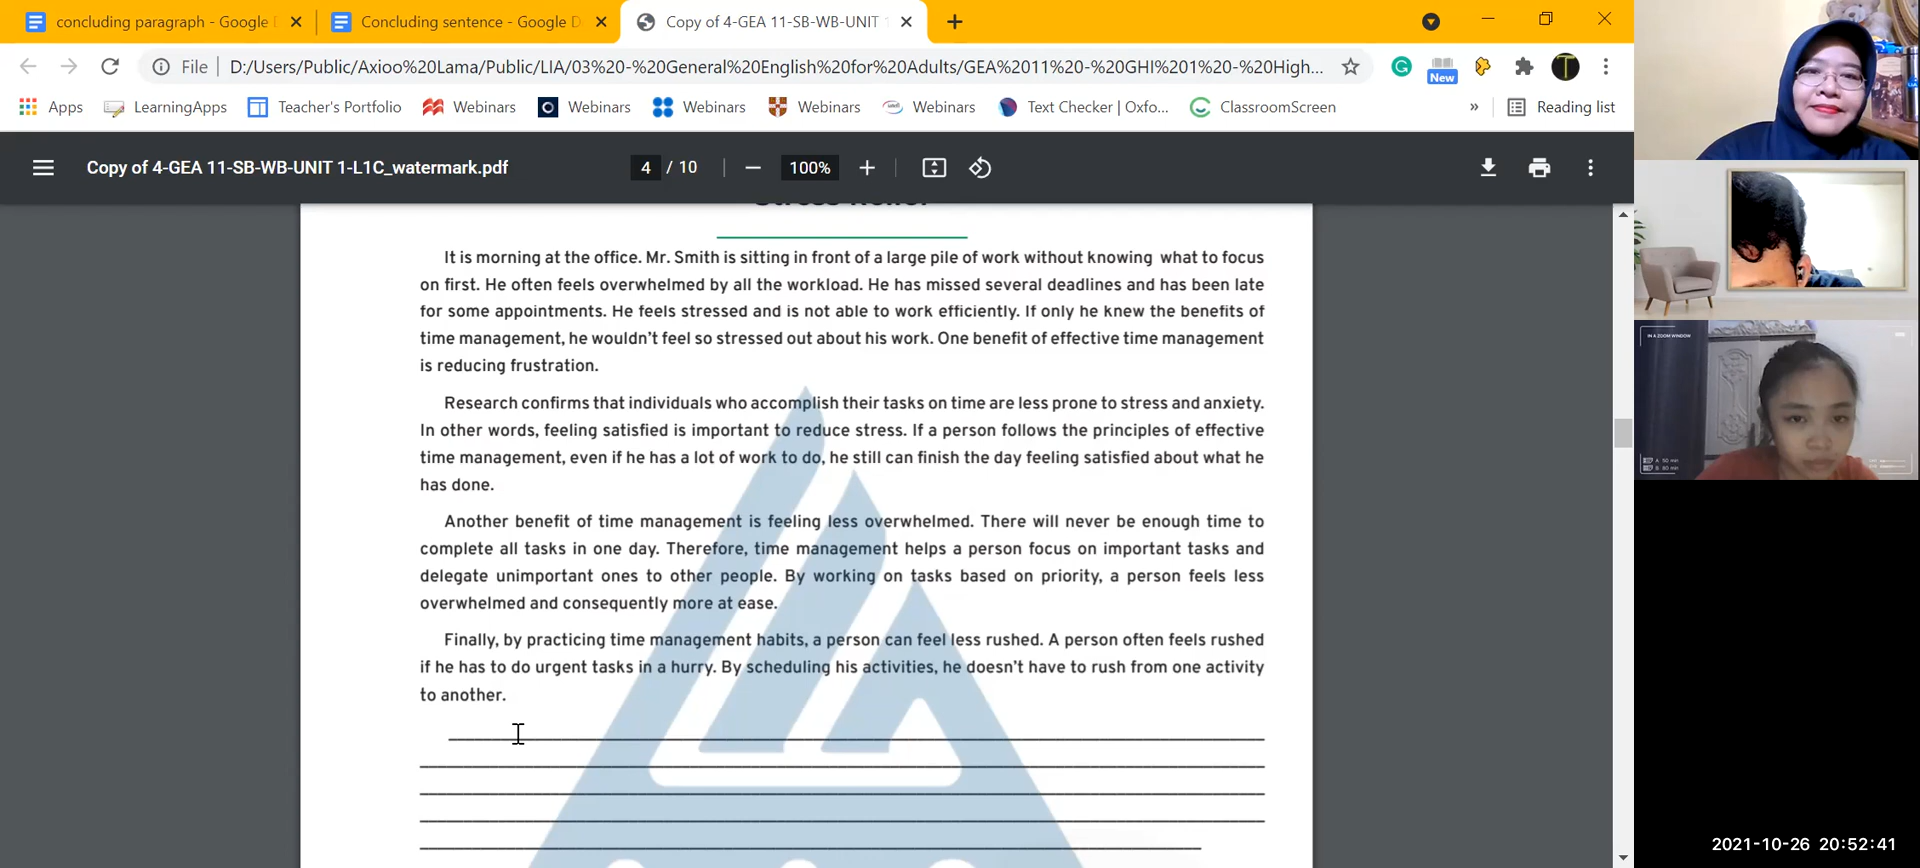 concluding paragraph - Google D
Concluding sentence - Google D
Copy of 4-GEA 11-SB-WB-UNIT 1
File
D:/Users/Public/Axioo%20Lama/Public/LIA/03%20-%20General%20English%20for%20Adults/GEA%2011%20-%20GHI%201%20-%20High...
New
T
Apps
LearningApps
Teacher's Portfolio
Webinars
Webinars
Webinars
Webinars
Webinars
Text Checker | Oxfo...
ClassroomScreen
»
Reading list
Copy of 4-GEA 11-SB-WB-UNIT 1-L1C_watermark.pdf
4 / 10
100%
Stress Relief
It is morning at the office. Mr. Smith is sitting in front of a large pile of work without knowing what to focus
on first. He often feels overwhelmed by all the workload. He has missed several deadlines and has been late
for some appointments. He feels stressed and is not able to work efficiently. If only he knew the benefits of
time management, he wouldn't feel so stressed out about his work. One benefit of effective time management
is reducing frustration.
Research confirms that individuals who accomplish their tasks on time are less prone to stress and anxiety.
In other words, feeling satisfied is important to reduce stress. If a person follows the principles of effective
time management, even if he has a lot of work to do, he still can finish the day feeling satisfied about what he
has done.
Another benefit of time management is feeling less overwhelmed. There will never be enough time to
complete all tasks in one day. Therefore, time management helps a person focus on important tasks and
delegate unimportant ones to other people. By working on tasks based on priority, a person feels less
overwhelmed and consequently more at ease.
Finally, by practicing time management habits, a person can feel less rushed. A person often feels rushed
if he has to do urgent tasks in a hurry. By scheduling his activities, he doesn't have to rush from one activity
to another.
IN A ZOOM WINDOW
A: 50 min
B: 80 min
2021-10-26 20:52:41